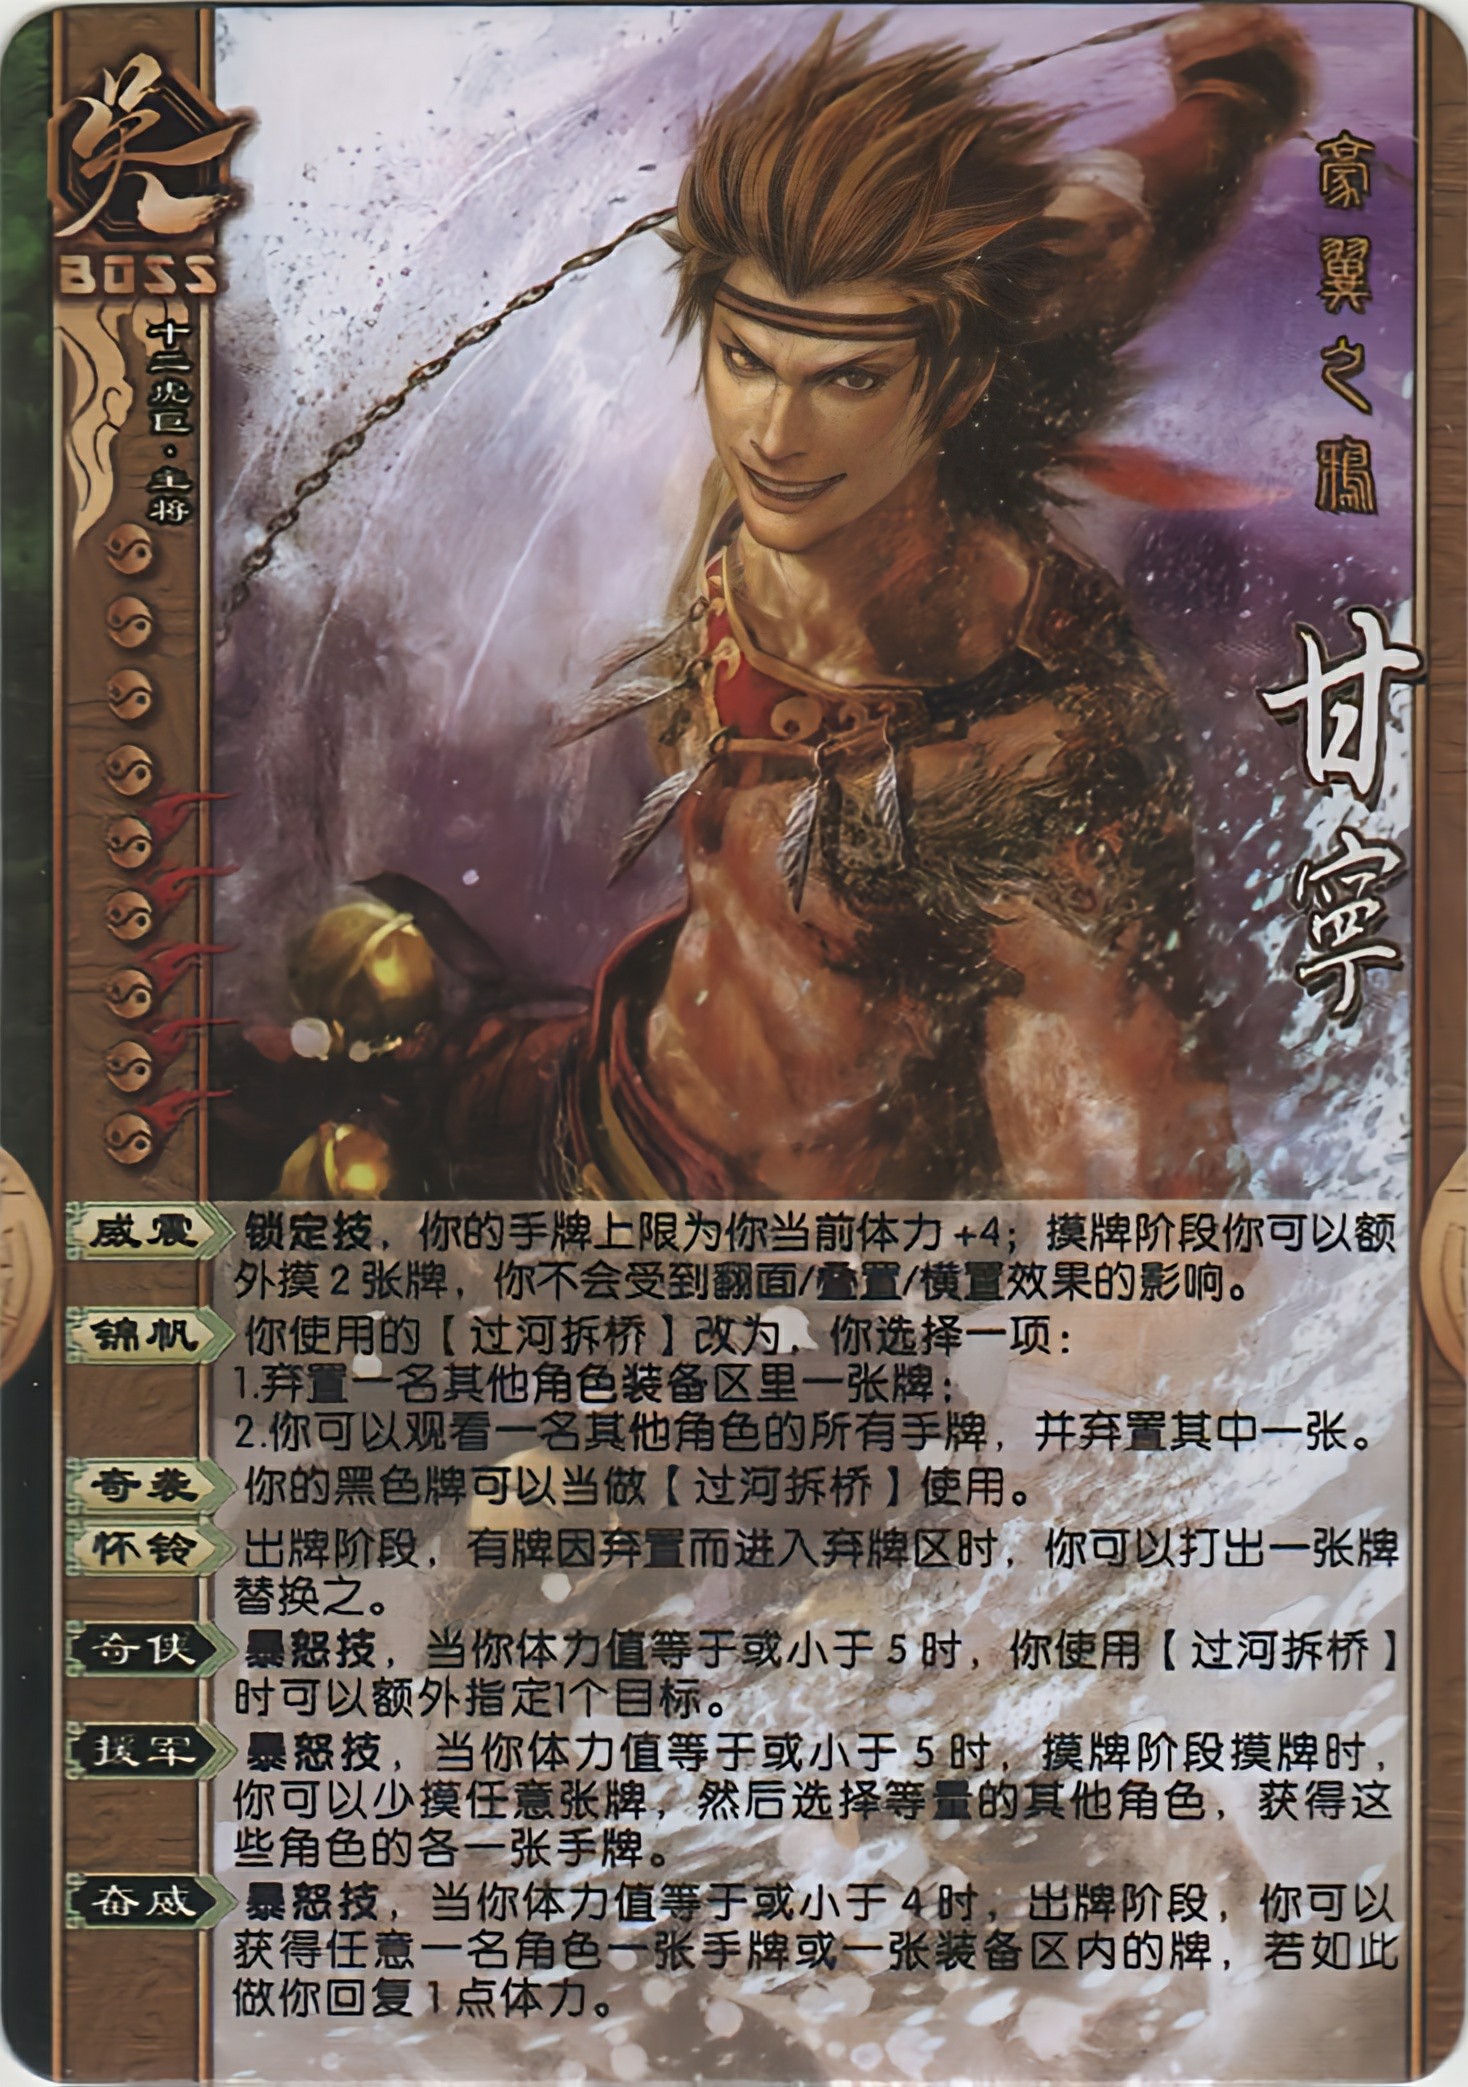 吴
BOSS
十二虎臣·主将
豪翼之鸦
甘寧
威震
锁定技，你的手牌上限为你当前体力+4；摸牌阶段你可以额
外摸2张牌，你不会受到翻面/叠置/横置效果的影响。
锦帆
你使用的【过河拆桥】改为，你选择一项：
1.弃置一名其他角色装备区里一张牌；
2.你可以观看一名其他角色的所有手牌，并弃置其中一张。
奇袭
你的黑色牌可以当做【过河拆桥】使用。
怀铃
出牌阶段，有牌因弃置而进入弃牌区时，你可以打出一张牌
替换之。
奇侠
暴怒技，当你体力值等于或小于5时，你使用【过河拆桥】
时可以额外指定1个目标。
援军
暴怒技，当你体力值等于或小于5时，摸牌阶段摸牌时，
你可以少摸任意张牌，然后选择等量的其他角色，获得这
些角色的各一张手牌。
奋威
暴怒技，当你体力值等于或小于4时，出牌阶段，你可以
获得任意一名角色一张手牌或一张装备区内的牌，若如此
做你回复1点体力。